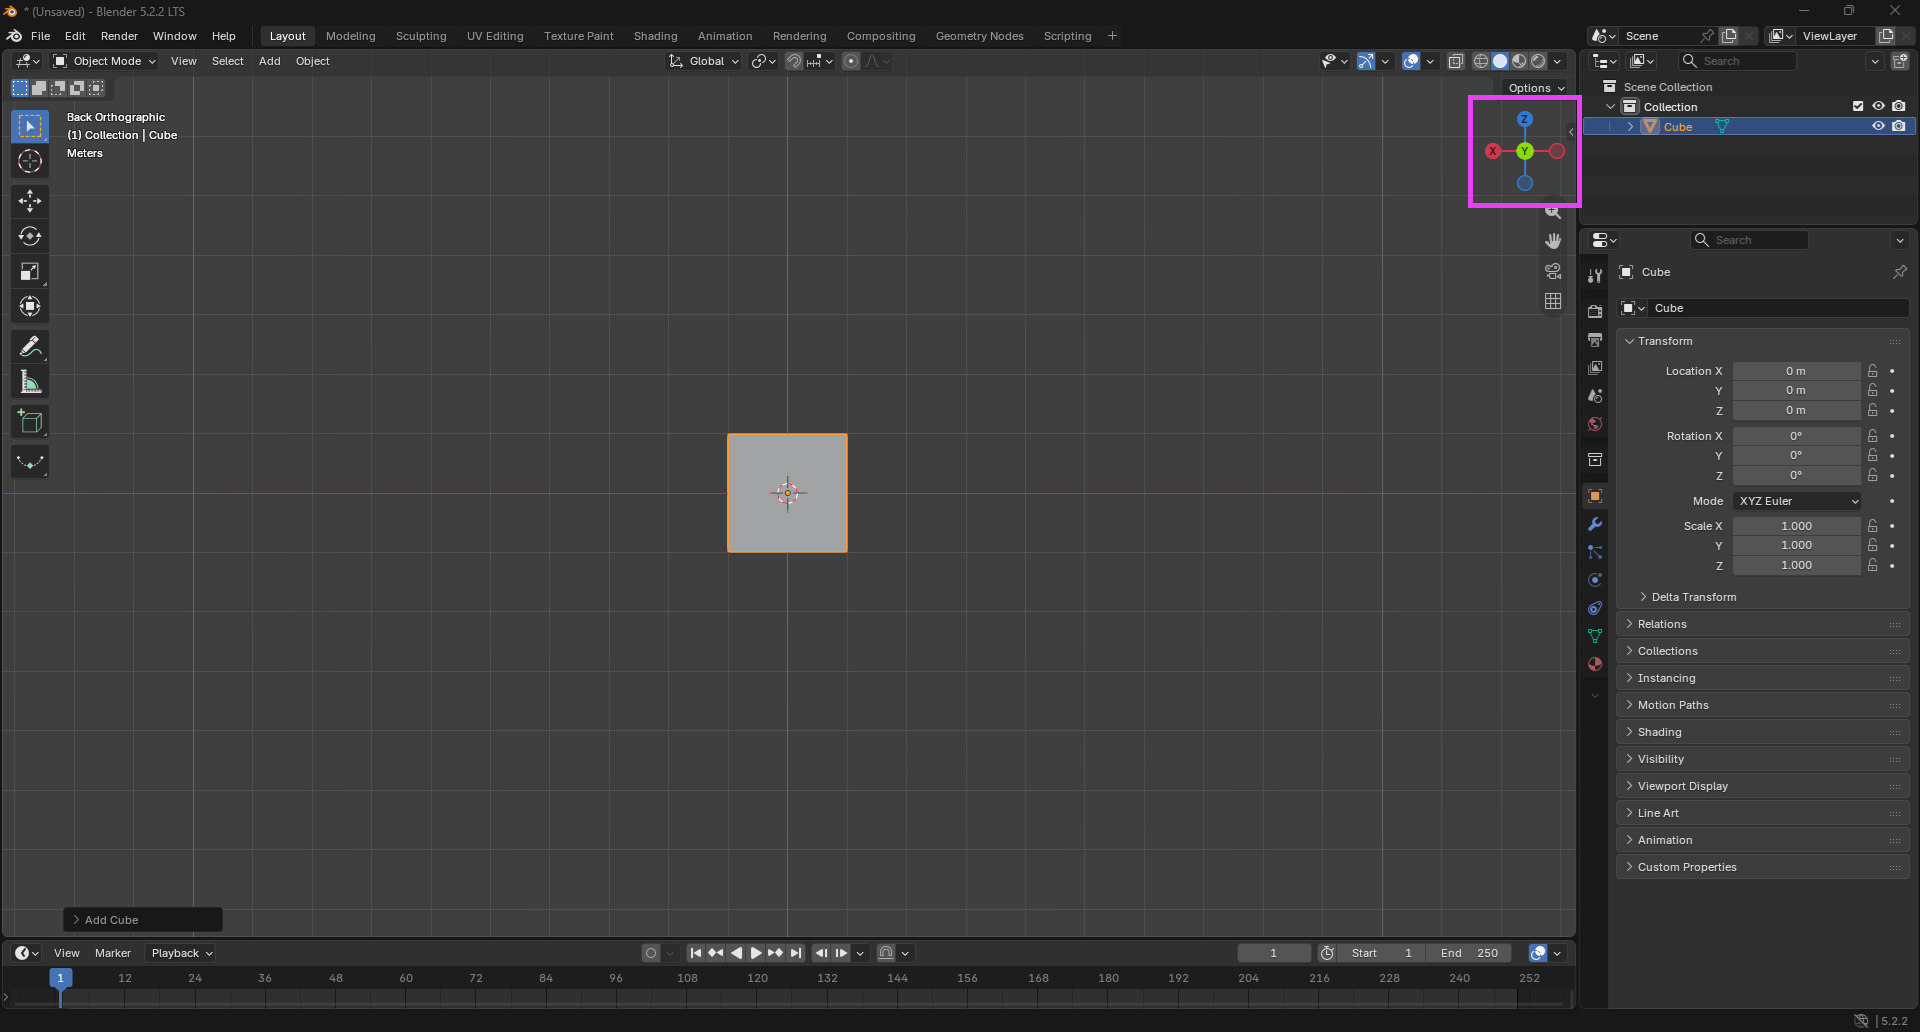 * (Unsaved) - Blender 5.2.2 LTS
File Edit Render Window Help Layout Modeling Sculpting UV Editing Texture Paint Shading Animation Rendering Compositing Geometry Nodes Scripting + Scene ViewLayer
Object Mode View Select Add Object Global Search
Options
Scene Collection
Collection
Cube
Back Orthographic
(1) Collection | Cube
Meters
Z
X Y
Search
Cube
Cube
Transform
Location X 0 m
Y 0 m
Z 0 m
Rotation X 0°
Y 0°
Z 0°
Mode XYZ Euler
Scale X 1.000
Y 1.000
Z 1.000
Delta Transform
Relations
Collections
Instancing
Motion Paths
Shading
Visibility
Viewport Display
Line Art
Animation
Custom Properties
Add Cube
View Marker Playback 1 Start 1 End 250
1 12 24 36 48 60 72 84 96 108 120 132 144 156 168 180 192 204 216 228 240 252
5.2.2